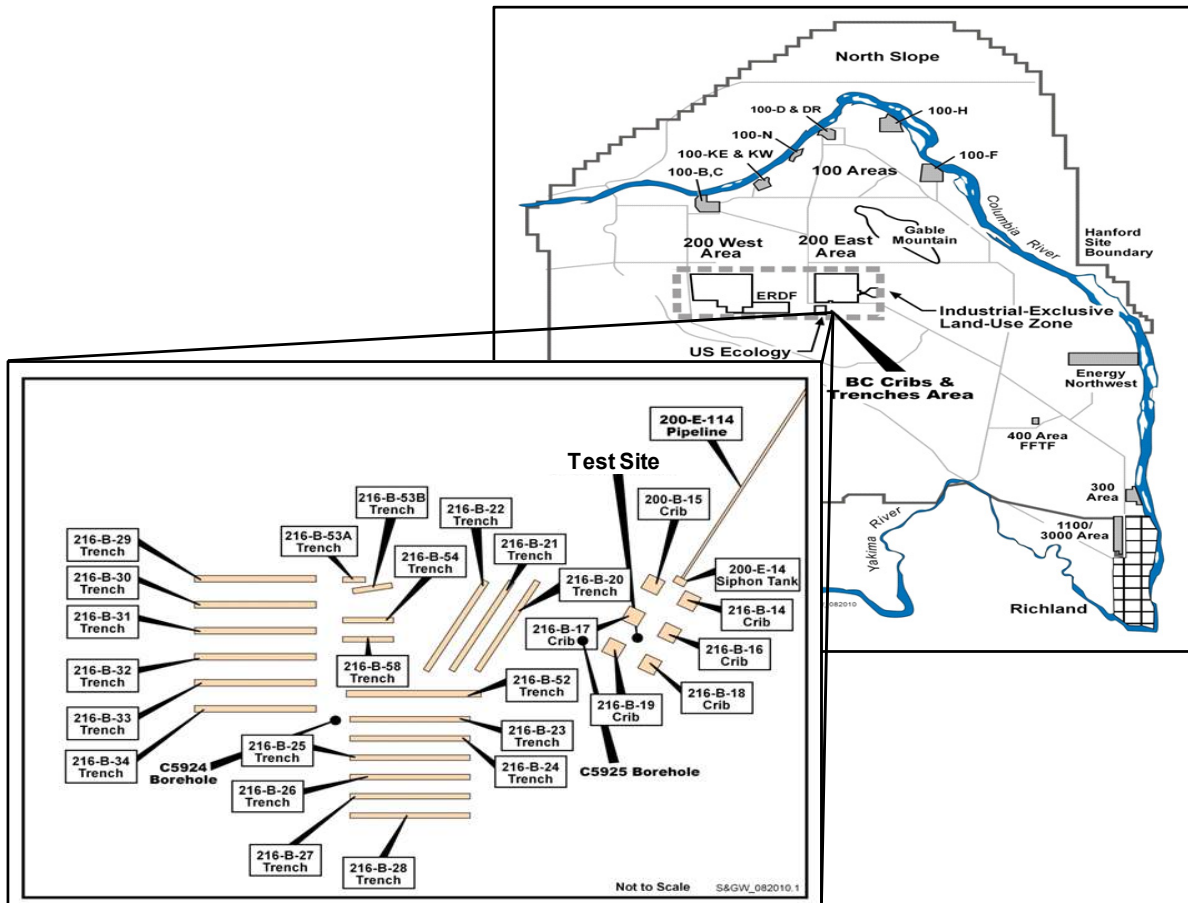 North Slope
100-D & DR
100-H
100-N
100-KE & KW
100-F
100-B,C
100 Areas
Columbia River
Gable
Mountain
Hanford
Site
Boundary
200 West
Area
200 East
Area
ERDF
Industrial-Exclusive
Land-Use Zone
US Ecology
BC Cribs &
Trenches Area
Energy
Northwest
400 Area
FFTF
300
Area
1100/
3000 Area
Yakima River
Richland
_082010
200-E-114
Pipeline
Test Site
216-B-53B
Trench
216-B-22
Trench
200-B-15
Crib
216-B-29
Trench
216-B-53A
Trench
216-B-54
Trench
216-B-21
Trench
200-E-14
Siphon Tank
216-B-30
Trench
216-B-20
Trench
216-B-14
Crib
216-B-31
Trench
216-B-17
Crib
216-B-16
Crib
216-B-32
Trench
216-B-58
Trench
216-B-52
Trench
216-B-19
Crib
216-B-18
Crib
216-B-33
Trench
216-B-23
Trench
216-B-34
Trench
216-B-25
Trench
216-B-24
Trench
C5924
Borehole
C5925 Borehole
216-B-26
Trench
216-B-27
Trench
216-B-28
Trench
Not to Scale
S&GW_082010.1